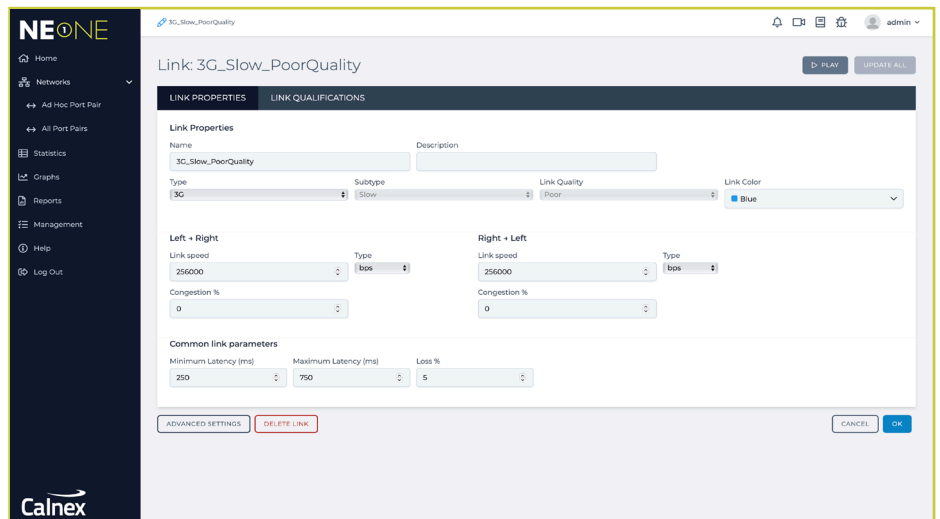 NEONE
Home
Networks
Ad Hoc Port Pair
All Port Pairs
Statistics
Graphs
Reports
Management
Help
Log Out
Calnex
3G_Slow_PoorQuality
admin
Link: 3G_Slow_PoorQuality
PLAY
UPDATE ALL
LINK PROPERTIES LINK QUALIFICATIONS
Link Properties
Name Description
3G_Slow_PoorQuality
Type Subtype Link Quality Link Color
3G Slow Poor Blue
Left → Right Right → Left
Link speed Type Link speed Type
256000 bps 256000 bps
Congestion % Congestion %
0 0
Common link parameters
Minimum Latency (ms) Maximum Latency (ms) Loss %
250 750 5
ADVANCED SETTINGS DELETE LINK CANCEL OK